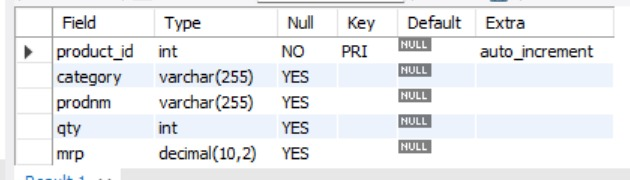 Field Type Null Key Default Extra
product_id int NO PRI NULL auto_increment
category varchar(255) YES NULL
prodnm varchar(255) YES NULL
qty int YES NULL
mrp decimal(10,2) YES NULL
Result 1